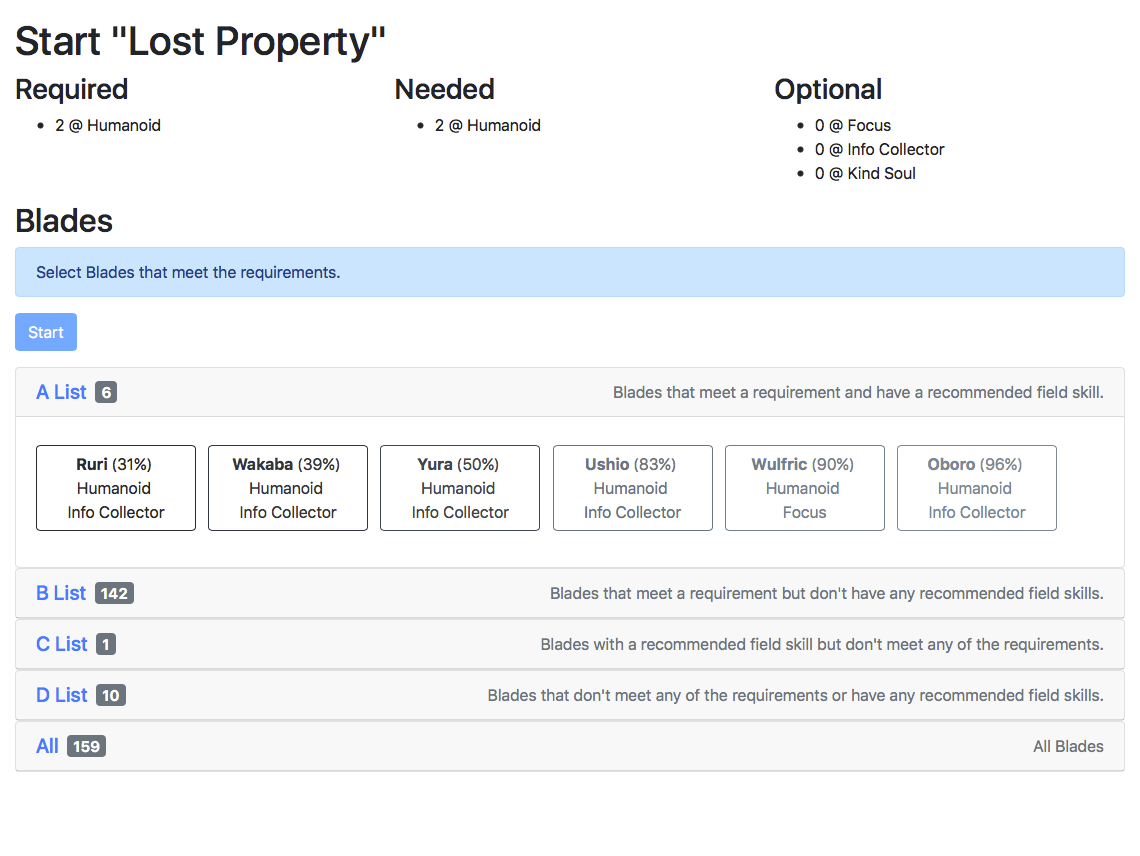 Start "Lost Property"
Required
• 2 @ Humanoid
Needed
• 2 @ Humanoid
Optional
• 0 @ Focus
• 0 @ Info Collector
• 0 @ Kind Soul
Blades
Select Blades that meet the requirements.
Start
A List 6 Blades that meet a requirement and have a recommended field skill.
Ruri (31%)
Humanoid
Info Collector
Wakaba (39%)
Humanoid
Info Collector
Yura (50%)
Humanoid
Info Collector
Ushio (83%)
Humanoid
Info Collector
Wulfric (90%)
Humanoid
Focus
Oboro (96%)
Humanoid
Info Collector
B List 142 Blades that meet a requirement but don't have any recommended field skills.
C List 1 Blades with a recommended field skill but don't meet any of the requirements.
D List 10 Blades that don't meet any of the requirements or have any recommended field skills.
All 159 All Blades